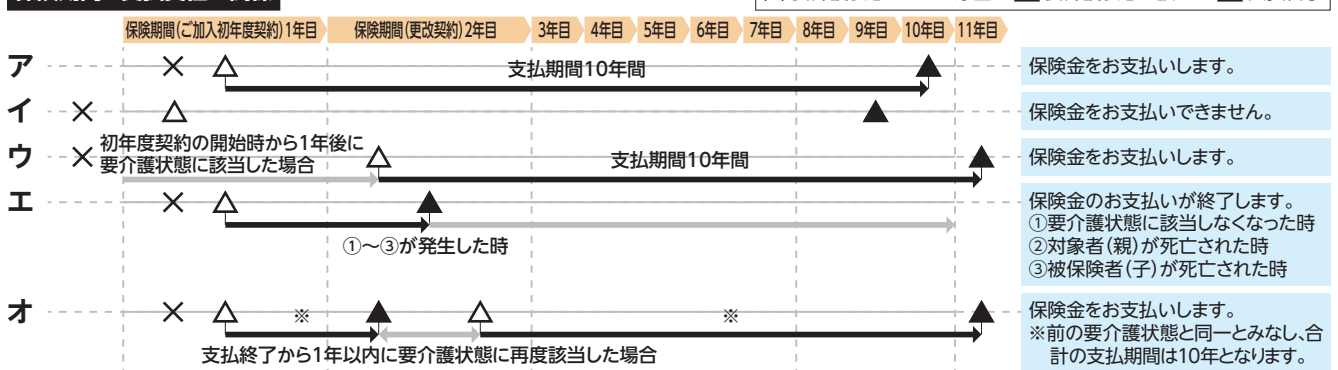 保険期間(ご加入初年度契約)1年目 保険期間(更改契約)2年目 3年目 4年目 5年目 6年目 7年目 8年目 9年目 10年目 11年目
ア × △ 支払期間10年間 ▲ 保険金をお支払いします。
イ × △ ▲ 保険金をお支払いできません。
ウ × 初年度契約の開始時から1年後に
要介護状態に該当した場合 △ 支払期間10年間 ▲ 保険金をお支払いします。
エ × △ ▲ 保険金のお支払いが終了します。
①要介護状態に該当しなくなった時
①〜③が発生した時 ②対象者(親)が死亡された時
③被保険者(子)が死亡された時
オ × △ ※ ▲ △ ※ ▲ 保険金をお支払いします。
※前の要介護状態と同一とみなし、合
支払終了から1年以内に要介護状態に再度該当した場合 計の支払期間は10年となります。